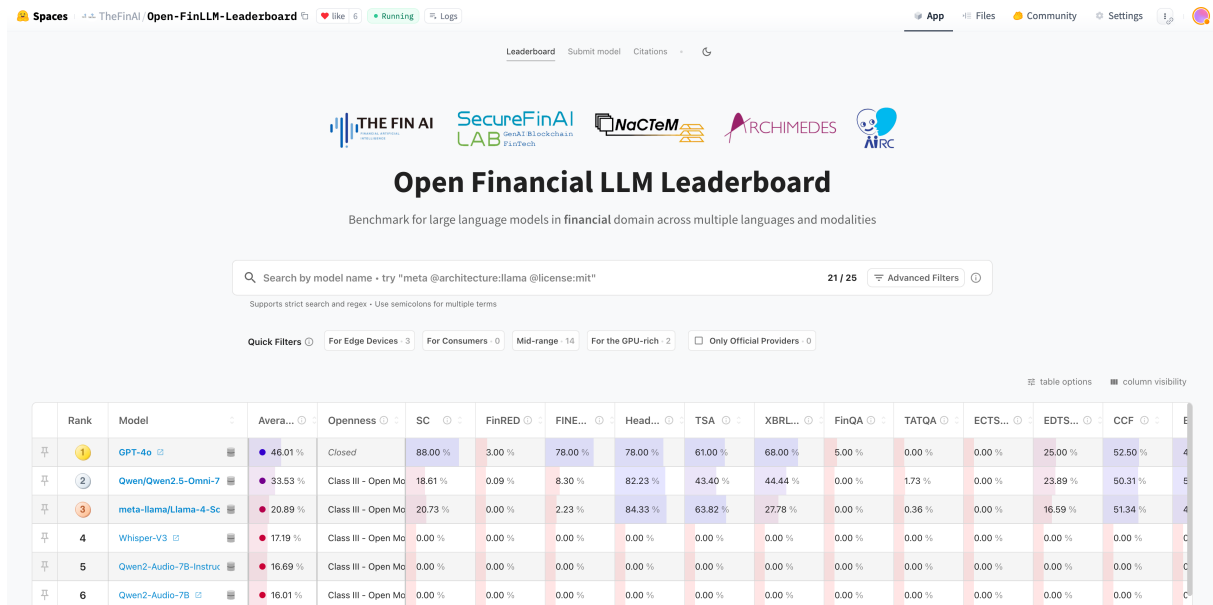 Spaces TheFinAI/Open-FinLLM-Leaderboard like 6 Running Logs App Files Community Settings
Leaderboard Submit model Citations
THE FIN AI
FINANCIAL ARTIFICIAL INTELLIGENCE
SecureFinAI
LAB GenAI.Blockchain
FinTech
NaCTeM
ARCHIMEDES
AIRC
Open Financial LLM Leaderboard
Benchmark for large language models in financial domain across multiple languages and modalities
Search by model name • try "meta @architecture:llama @license:mit" 21 / 25 Advanced Filters
Supports strict search and regex • Use semicolons for multiple terms
Quick Filters For Edge Devices · 3 For Consumers · 0 Mid-range · 14 For the GPU-rich · 2 Only Official Providers · 0
table options column visibility
Rank Model Avera... Openness SC FinRED FINE... Head... TSA XBRL... FinQA TATQA ECTS... EDTS... CCF E
1 GPT-4o 46.01 % Closed 88.00 % 3.00 % 78.00 % 78.00 % 61.00 % 68.00 % 5.00 % 0.00 % 0.00 % 25.00 % 52.50 % 4
2 Qwen/Qwen2.5-Omni-7 33.53 % Class III - Open Mo 18.61 % 0.09 % 8.30 % 82.23 % 43.40 % 44.44 % 0.00 % 1.73 % 0.00 % 23.89 % 50.31 % 5
3 meta-llama/Llama-4-Sc 20.89 % Class III - Open Mo 20.73 % 0.00 % 2.23 % 84.33 % 63.82 % 27.78 % 0.00 % 0.36 % 0.00 % 16.59 % 51.34 % 4
4 Whisper-V3 17.19 % Class III - Open Mo 0.00 % 0.00 % 0.00 % 0.00 % 0.00 % 0.00 % 0.00 % 0.00 % 0.00 % 0.00 % 0.00 % 0
5 Qwen2-Audio-7B-Instruc 16.69 % Class III - Open Mo 0.00 % 0.00 % 0.00 % 0.00 % 0.00 % 0.00 % 0.00 % 0.00 % 0.00 % 0.00 % 0.00 % 0
6 Qwen2-Audio-7B 16.01 % Class III - Open Mo 0.00 % 0.00 % 0.00 % 0.00 % 0.00 % 0.00 % 0.00 % 0.00 % 0.00 % 0.00 % 0.00 % 0